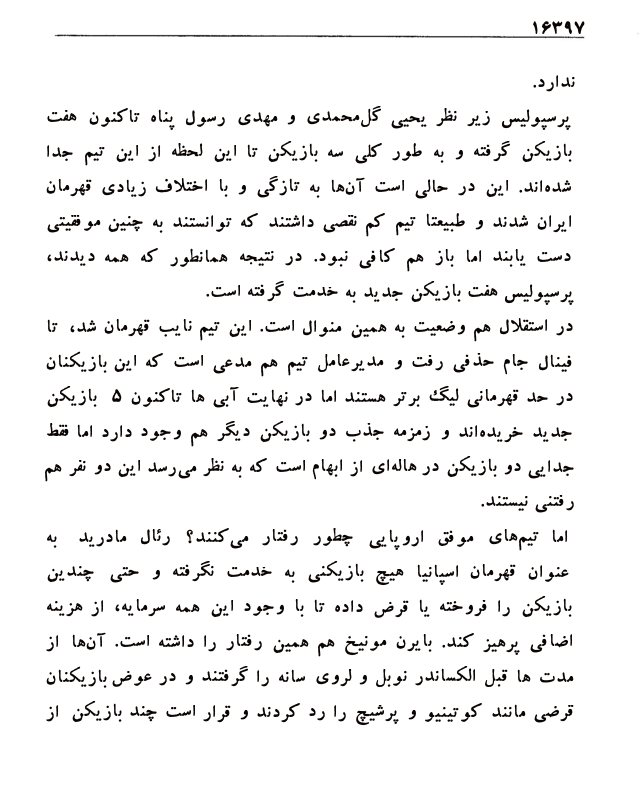 ۱۶۳۹۷
ندارد.
پرسپولیس زیر نظر یحیی گل‌محمدی و مهدی رسول پناه تاکنون هفت
بازیکن گرفته و به طور کلی سه بازیکن تا این لحظه از این تیم جدا
شده‌اند. این در حالی است آن‌ها به تازگی و با اختلاف زیادی قهرمان
ایران شدند و طبیعتا تیم کم نقصی داشتند که توانستند به چنین موفقیتی
دست یابند اما باز هم کافی نبود. در نتیجه همانطور که همه دیدند،
پرسپولیس هفت بازیکن جدید به خدمت گرفته است.
در استقلال هم وضعیت به همین منوال است. این تیم نایب قهرمان شد، تا
فینال جام حذفی رفت و مدیرعامل تیم هم مدعی است که این بازیکنان
در حد قهرمانی لیگ برتر هستند اما در نهایت آبی ها تاکنون ۵ بازیکن
جدید خریده‌اند و زمزمه جذب دو بازیکن دیگر هم وجود دارد اما فقط
جدایی دو بازیکن در هاله‌ای از ابهام است که به نظر می‌رسد این دو نفر هم
رفتنی نیستند.
اما تیم‌های موفق اروپایی چطور رفتار می‌کنند؟ رئال مادرید به
عنوان قهرمان اسپانیا هیچ بازیکنی به خدمت نگرفته و حتی چندین
بازیکن را فروخته یا قرض داده تا با وجود این همه سرمایه، از هزینه
اضافی پرهیز کند. بایرن مونیخ هم همین رفتار را داشته است. آن‌ها از
مدت ها قبل الکساندر نوبل و لروی سانه را گرفتند و در عوض بازیکنان
قرضی مانند کوتینیو و پرشیچ را رد کردند و قرار است چند بازیکن از